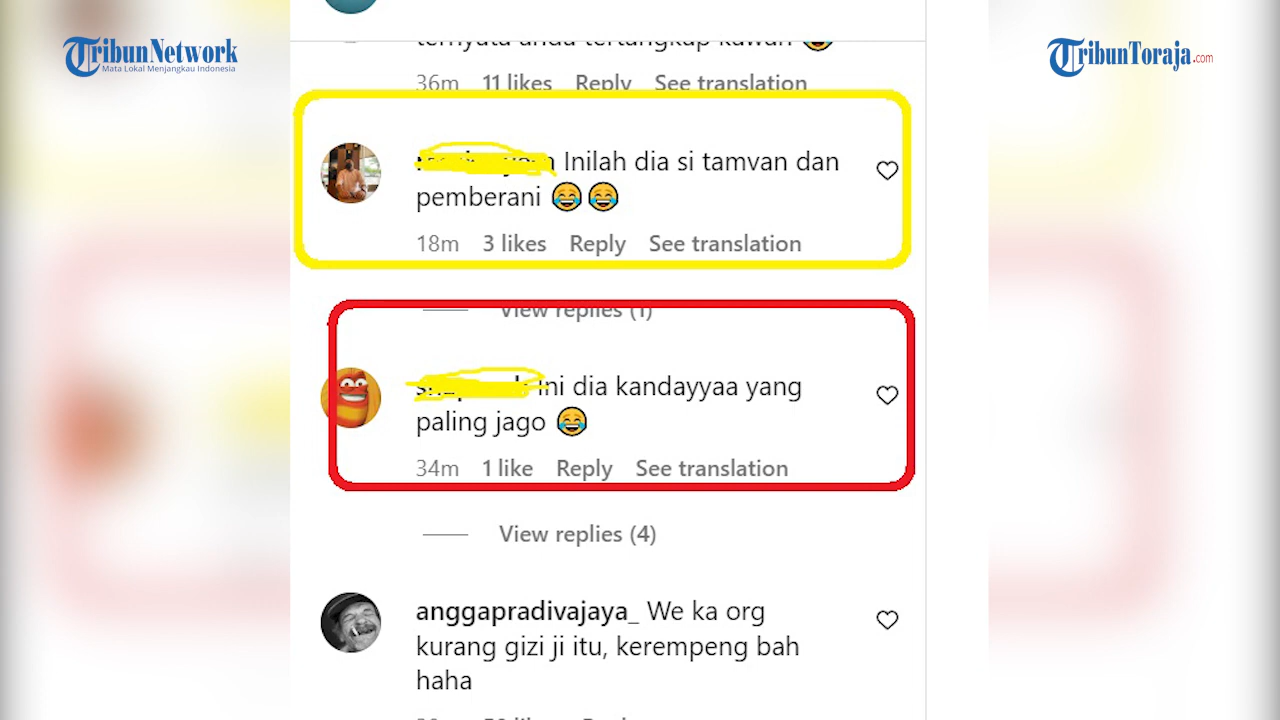 TribunNetwork
Mata Lokal Menjangkau Indonesia
TribunToraja.com
ternyata anda tertangkap kawan 😂
36m 11 likes Reply See translation
Inilah dia si tamvan dan
pemberani 😂😂
18m 3 likes Reply See translation
View replies (1)
Ini dia kandayyaa yang
paling jago 😂
34m 1 like Reply See translation
View replies (4)
anggapradivajaya_ We ka org
kurang gizi ji itu, kerempeng bah
haha